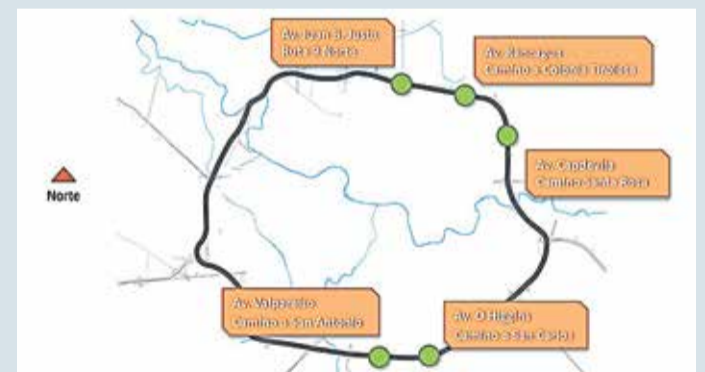 Av. Juan B. Justo
Ruta 9 Norte
Av. Rancagua
Camino a Colonia Tirolesa
Av. Capdevila
Camino Santa Rosa
Norte
Av. Valparaiso
Camino a San Antonio
Av. O Higgins
Camino a San Carlos